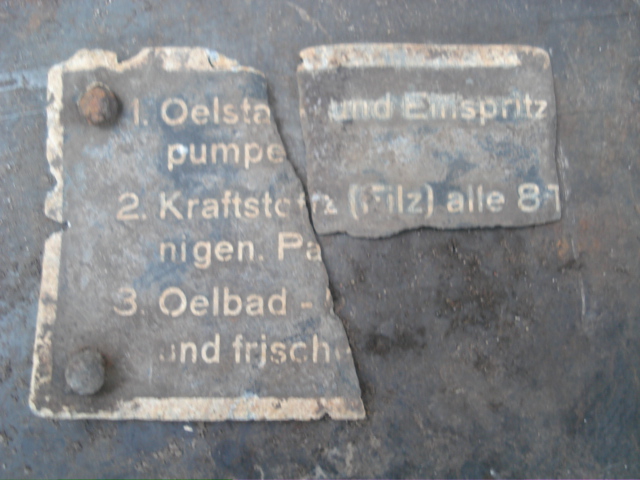 1. Oelsta und Einspritz
pumpe
2. Kraftsto (Filz) alle 8-
nigen. Pa
3. Oelbad -
und frisch